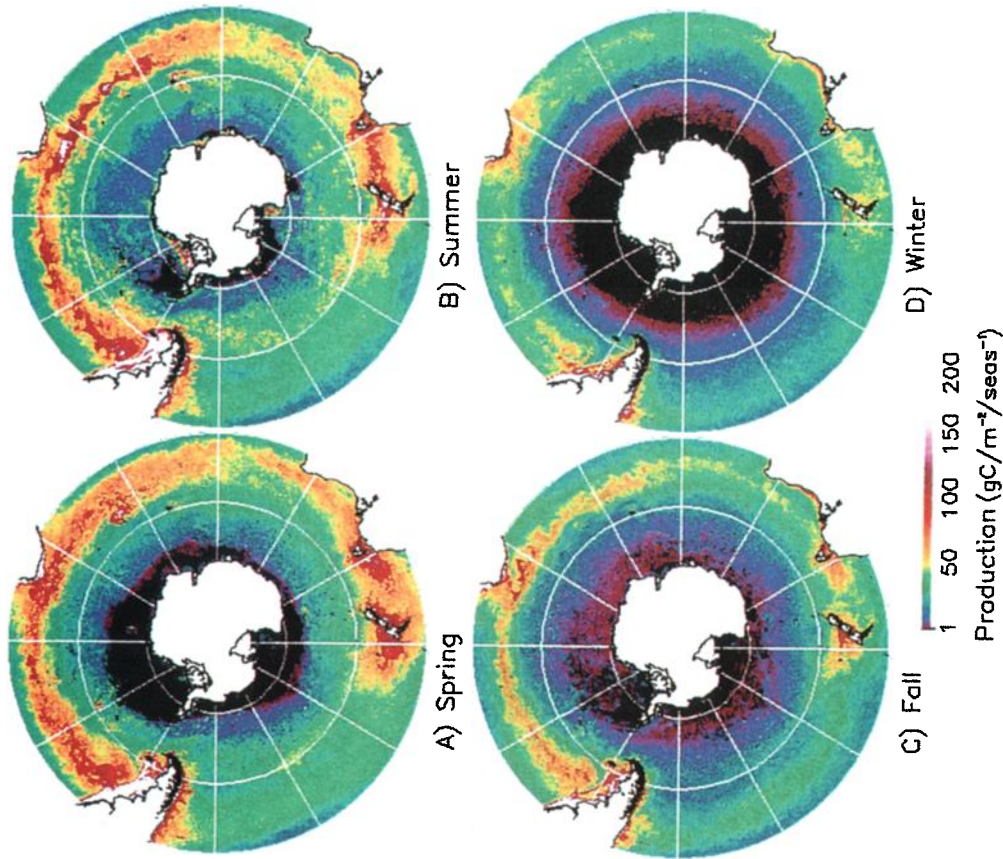 A) Spring
B) Summer
C) Fall
D) Winter
1 50 100 150 200
Production (gC/m⁻²/seas⁻¹)